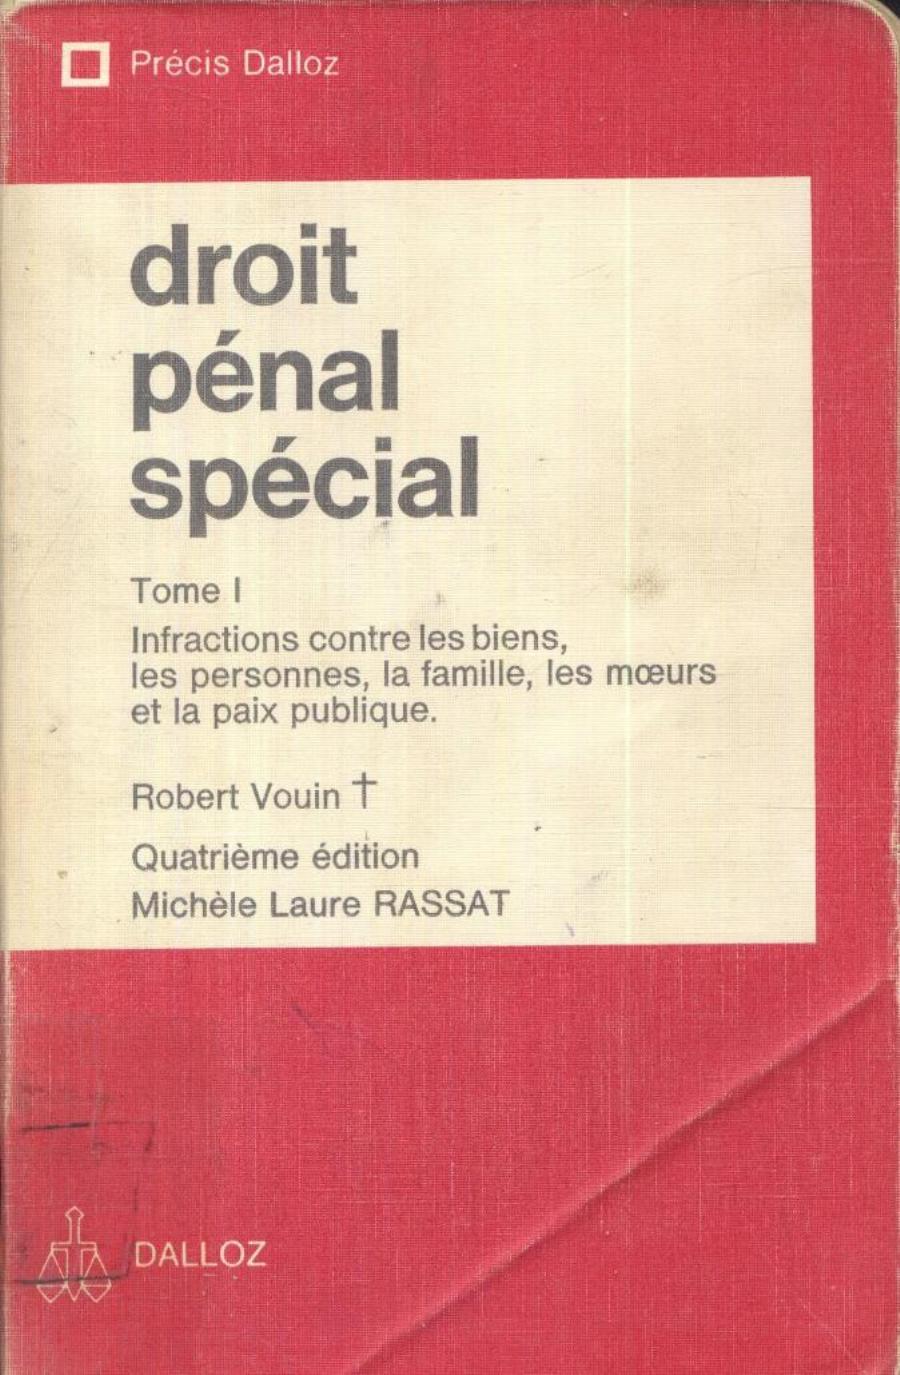 Précis Dalloz
droit
pénal
spécial
Tome I
Infractions contre les biens,
les personnes, la famille, les mœurs
et la paix publique.
Robert Vouin †
Quatrième édition
Michèle Laure RASSAT
DALLOZ